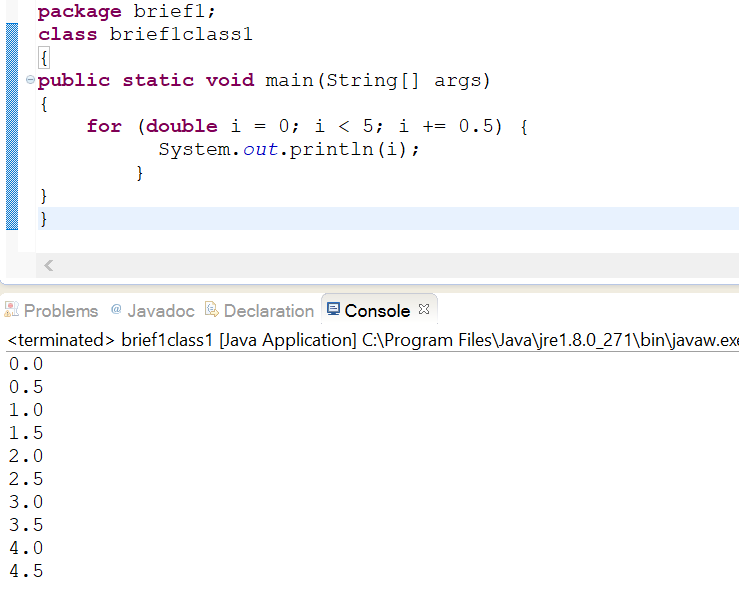 package brief1;
class brief1class1
{
public static void main(String[] args)
{
for (double i = 0; i < 5; i += 0.5) {
System.out.println(i);
}
}
}
Problems @ Javadoc Declaration Console
<terminated> brief1class1 [Java Application] C:\Program Files\Java\jre1.8.0_271\bin\javaw.exe
0.0
0.5
1.0
1.5
2.0
2.5
3.0
3.5
4.0
4.5